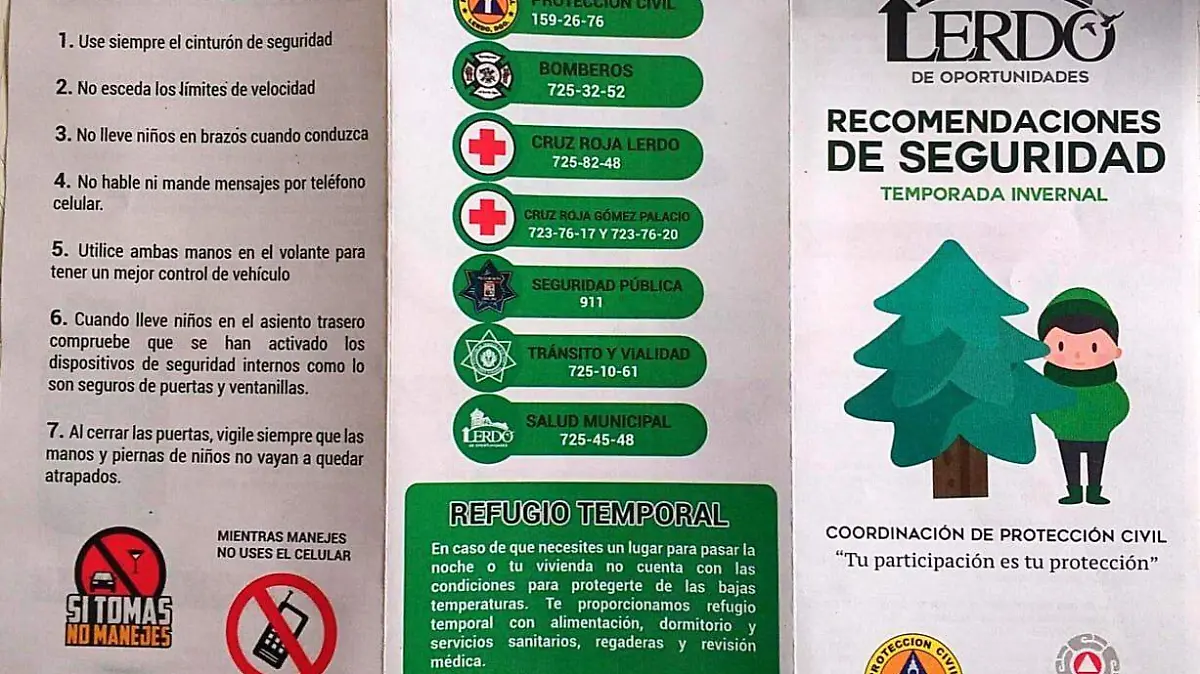 1. Use siempre el cinturón de seguridad
2. No esceda los límites de velocidad
3. No lleve niños en brazos cuando conduzca
4. No hable ni mande mensajes por teléfono
celular.
5. Utilice ambas manos en el volante para
tener un mejor control de vehículo
6. Cuando lleve niños en el asiento trasero
compruebe que se han activado los
dispositivos de seguridad internos como lo
son seguros de puertas y ventanillas.
7. Al cerrar las puertas, vigile siempre que las
manos y piernas de niños no vayan a quedar
atrapados.
SI TOMAS
NO MANEJES
MIENTRAS MANEJES
NO USES EL CELULAR
PROTECCIÓN CIVIL
159-26-76
LERDO, DGO.
BOMBEROS
725-32-52
CRUZ ROJA LERDO
725-82-48
CRUZ ROJA GÓMEZ PALACIO
723-76-17 Y 723-76-20
SEGURIDAD PÚBLICA
911
TRÁNSITO Y VIALIDAD
725-10-61
LERDO
DE OPORTUNIDADES
SALUD MUNICIPAL
725-45-48
REFUGIO TEMPORAL
En caso de que necesites un lugar para pasar la
noche o tu vivienda no cuenta con las
condiciones para protegerte de las bajas
temperaturas. Te proporcionamos refugio
temporal con alimentación, dormitorio y
servicios sanitarios, regaderas y revisión
médica.
LERDO
DE OPORTUNIDADES
RECOMENDACIONES
DE SEGURIDAD
TEMPORADA INVERNAL
COORDINACIÓN DE PROTECCIÓN CIVIL
“Tu participación es tu protección”
PROTECCION CIVIL